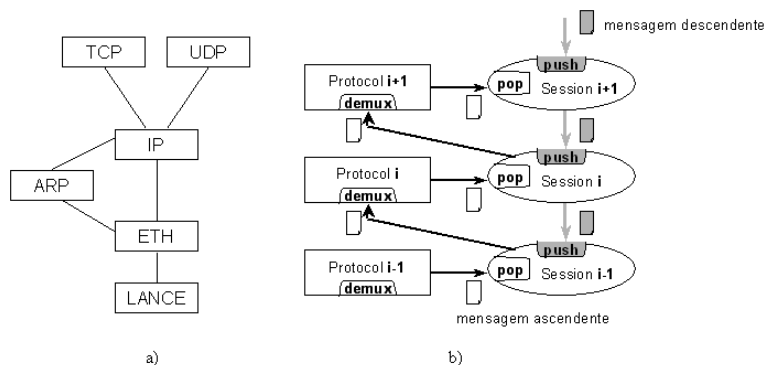 TCP
UDP
IP
ARP
ETH
LANCE
a)
mensagem descendente
push
Protocol i+1
demux
pop
Session i+1
push
Protocol i
demux
pop
Session i
push
Protocol i-1
demux
pop
Session i-1
mensagem ascendente
b)